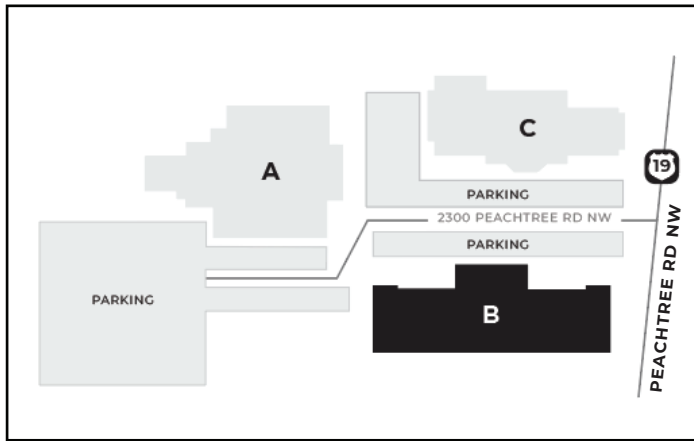 C
A
19
PARKING
2300 PEACHTREE RD NW
PARKING
PARKING
B
PEACHTREE RD NW